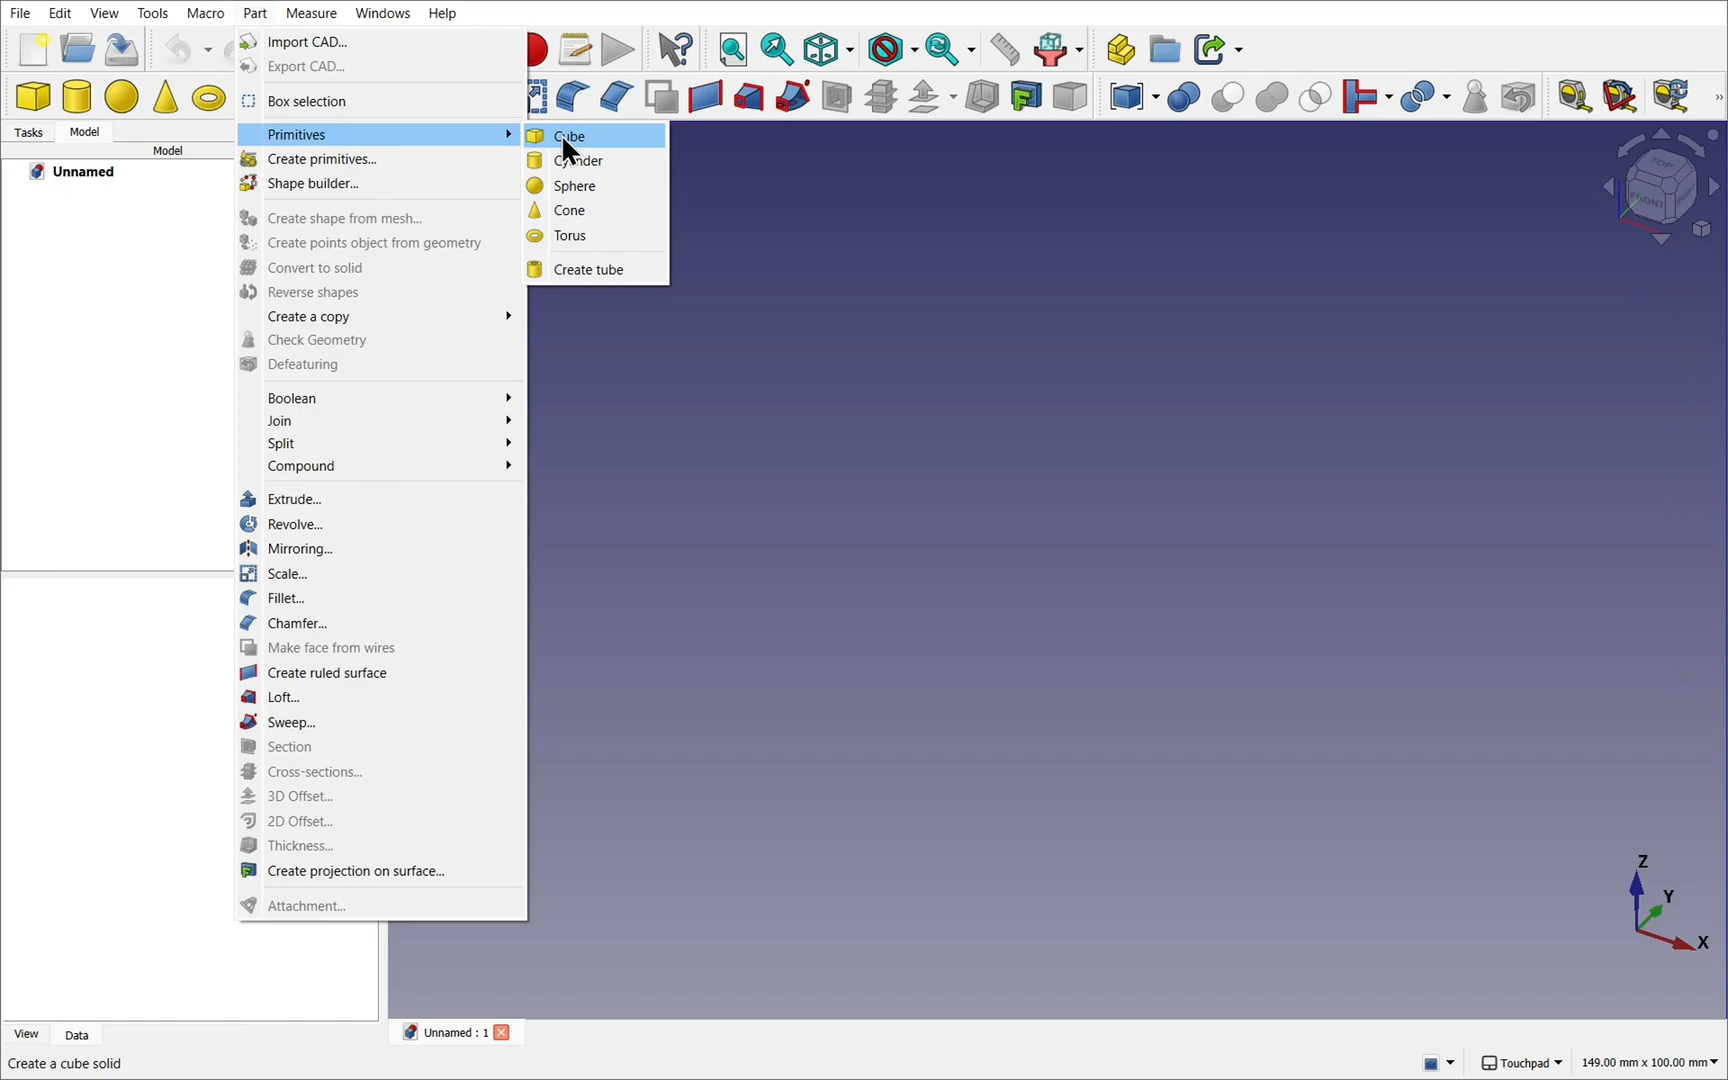 File Edit View Tools Macro Part Measure Windows Help
Import CAD...
Export CAD...
Box selection
Tasks Model
Primitives
Cube
Model
Create primitives...
Cylinder
Unnamed
Shape builder...
Sphere
Create shape from mesh...
Cone
Create points object from geometry
Torus
Convert to solid
Create tube
Reverse shapes
Create a copy
Check Geometry
Defeaturing
Boolean
Join
Split
Compound
Extrude...
Revolve...
Mirroring...
Scale...
Fillet...
Chamfer...
Make face from wires
Create ruled surface
Loft...
Sweep...
Section
Cross-sections...
3D Offset...
2D Offset...
Thickness...
Create projection on surface...
Attachment...
TOP
FRONT
Z
Y
X
View Data
Unnamed : 1
Create a cube solid
Touchpad
149.00 mm x 100.00 mm